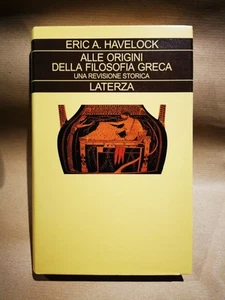 ERIC A. HAVELOCK
ALLE ORIGINI
DELLA FILOSOFIA GRECA
UNA REVISIONE STORICA
LATERZA